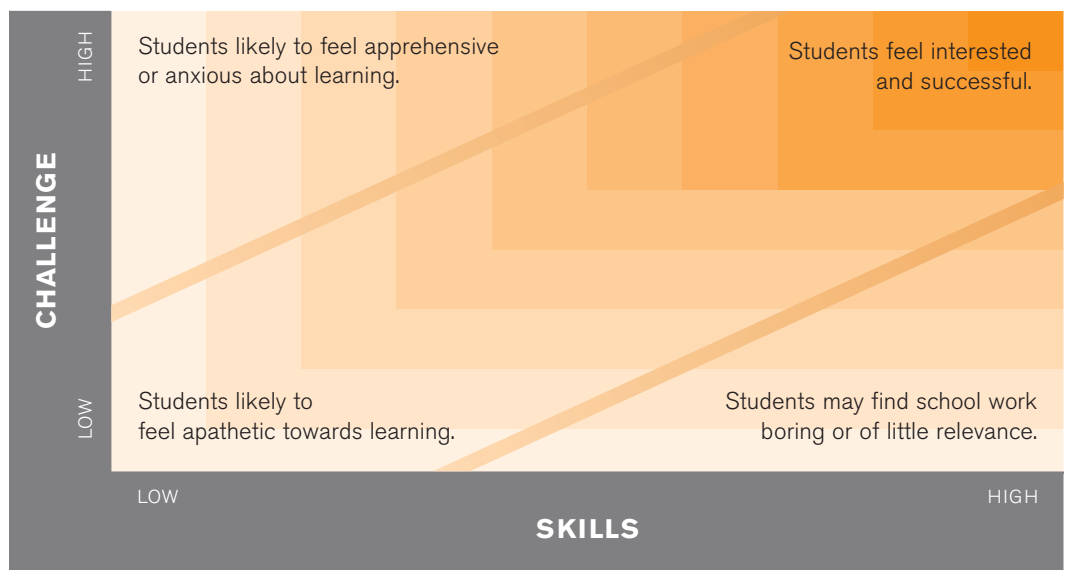 HIGH
Students likely to feel apprehensive
or anxious about learning.
Students feel interested
and successful.
CHALLENGE
LOW
Students likely to
feel apathetic towards learning.
Students may find school work
boring or of little relevance.
LOW
HIGH
SKILLS